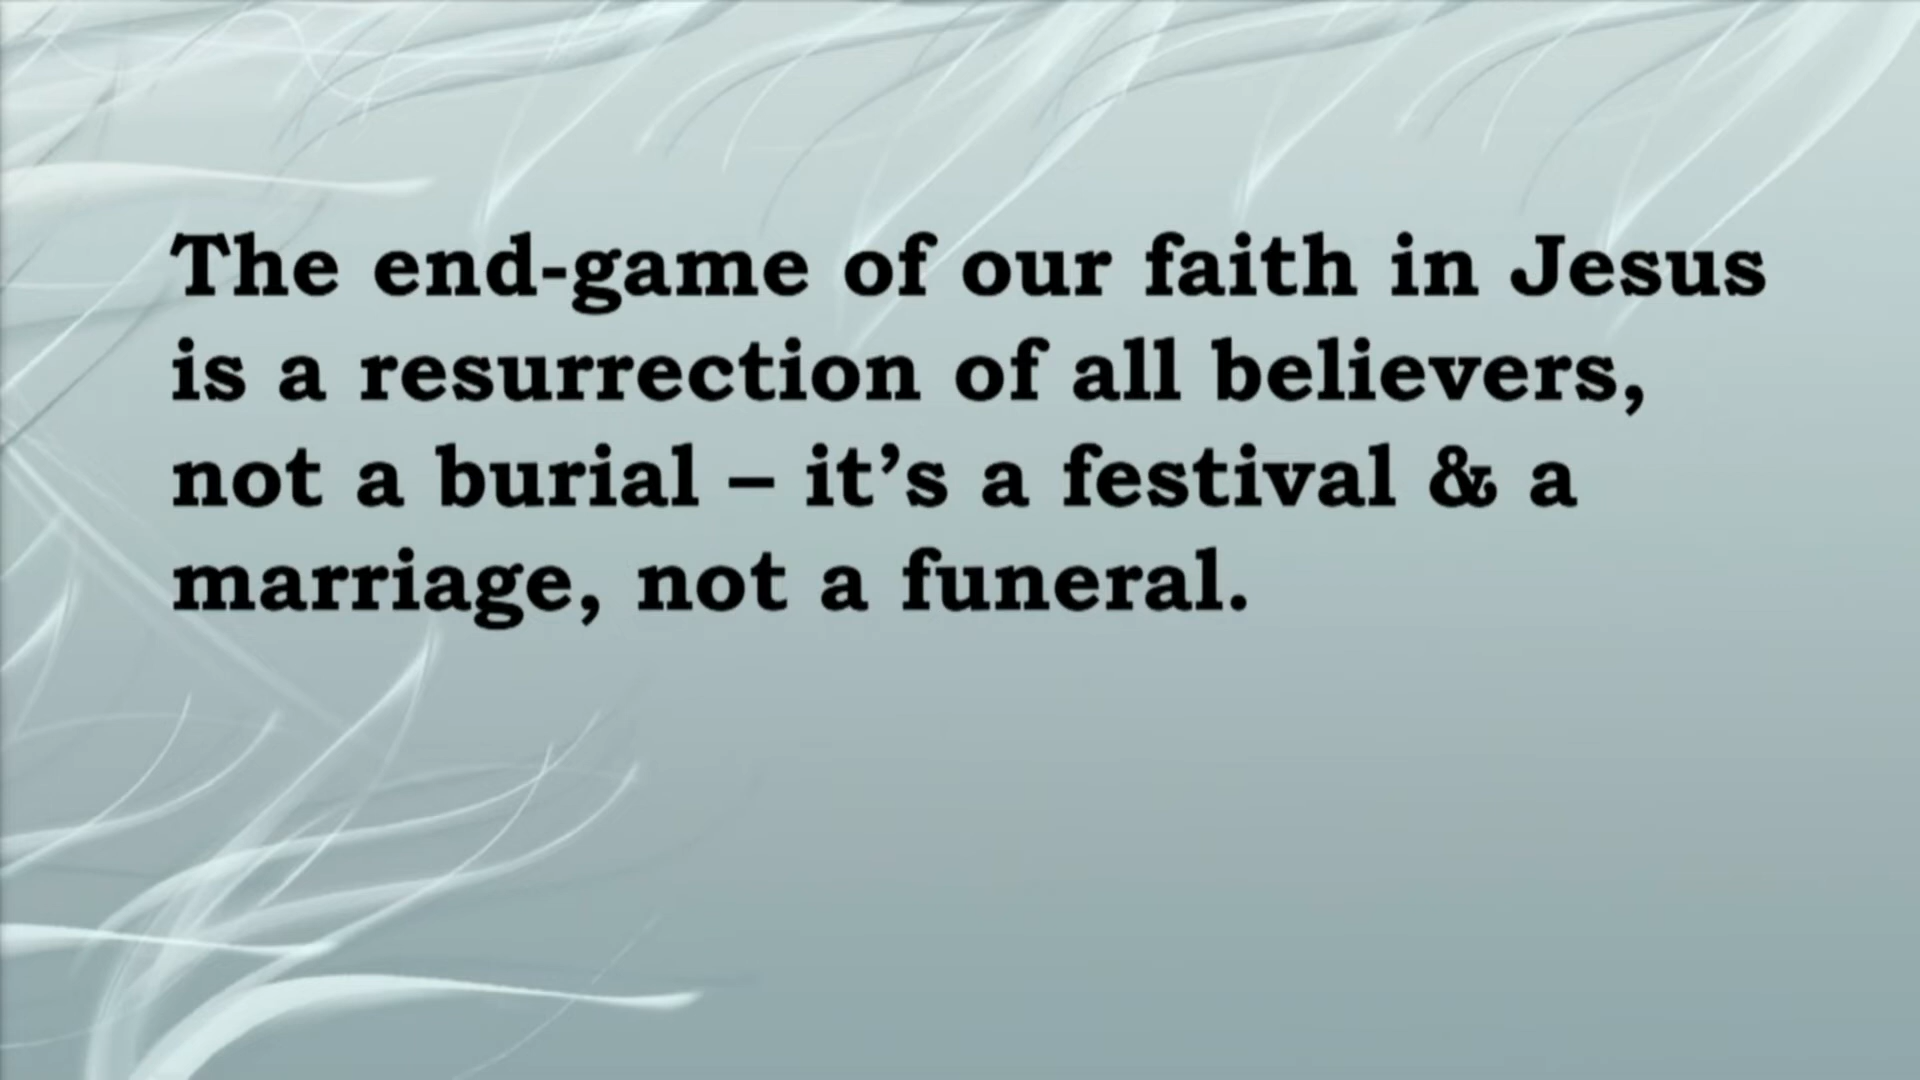 The end-game of our faith in Jesus
is a resurrection of all believers,
not a burial – it’s a festival & a
marriage, not a funeral.